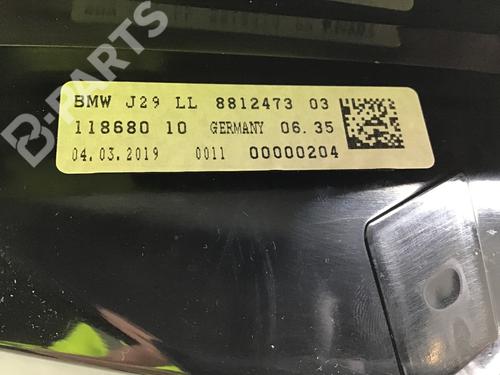 BMW J29 LL 8812473 03
118680 10 GERMANY 06.35
04.03.2019 0011 00000204
B-PARTS